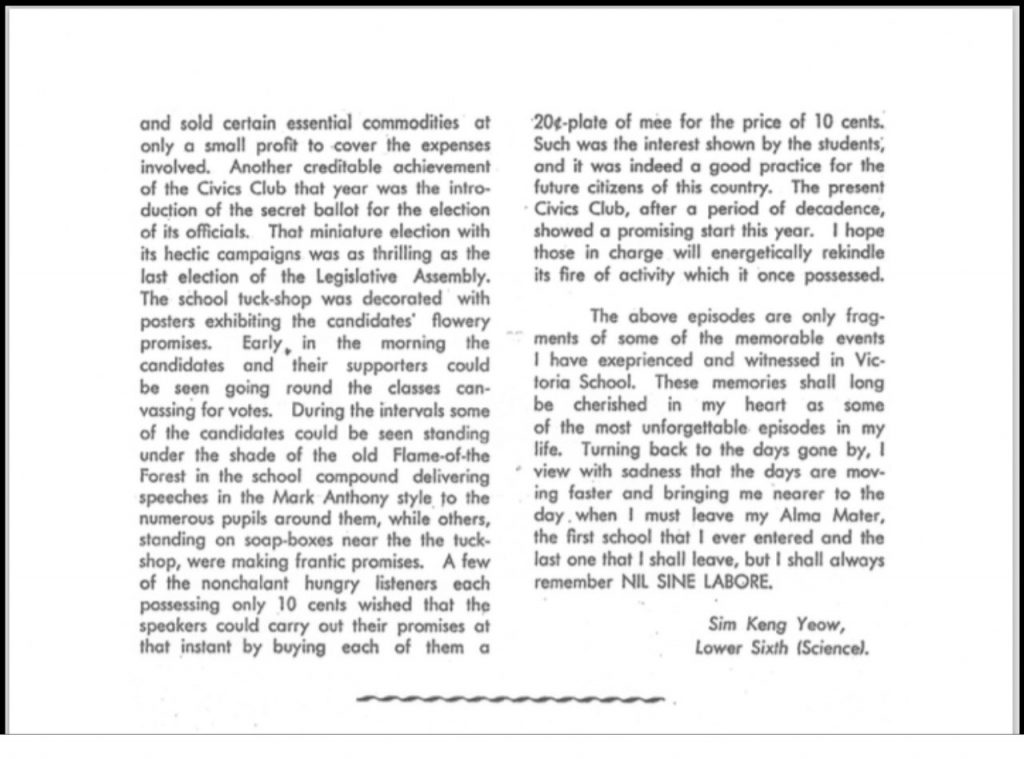 and sold certain essential commodities at
only a small profit to cover the expenses
involved. Another creditable achievement
of the Civics Club that year was the intro-
duction of the secret ballot for the election
of its officials. That miniature election with
its hectic campaigns was as thrilling as the
last election of the Legislative Assembly.
The school tuck-shop was decorated with
posters exhibiting the candidates' flowery
promises. Early, in the morning the
candidates and their supporters could
be seen going round the classes can-
vassing for votes. During the intervals some
of the candidates could be seen standing
under the shade of the old Flame-of-the
Forest in the school compound delivering
speeches in the Mark Anthony style to the
numerous pupils around them, while others,
standing on soap-boxes near the the tuck-
shop, were making frantic promises. A few
of the nonchalant hungry listeners each
possessing only 10 cents wished that the
speakers could carry out their promises at
that instant by buying each of them a
20¢-plate of mee for the price of 10 cents.
Such was the interest shown by the students,
and it was indeed a good practice for the
future citizens of this country. The present
Civics Club, after a period of decadence,
showed a promising start this year. I hope
those in charge will energetically rekindle
its fire of activity which it once possessed.
The above episodes are only frag-
ments of some of the memorable events
I have exeprienced and witnessed in Vic-
toria School. These memories shall long
be cherished in my heart as some
of the most unforgettable episodes in my
life. Turning back to the days gone by, I
view with sadness that the days are mov-
ing faster and bringing me nearer to the
day when I must leave my Alma Mater,
the first school that I ever entered and the
last one that I shall leave, but I shall always
remember NIL SINE LABORE.
Sim Keng Yeow,
Lower Sixth (Science).